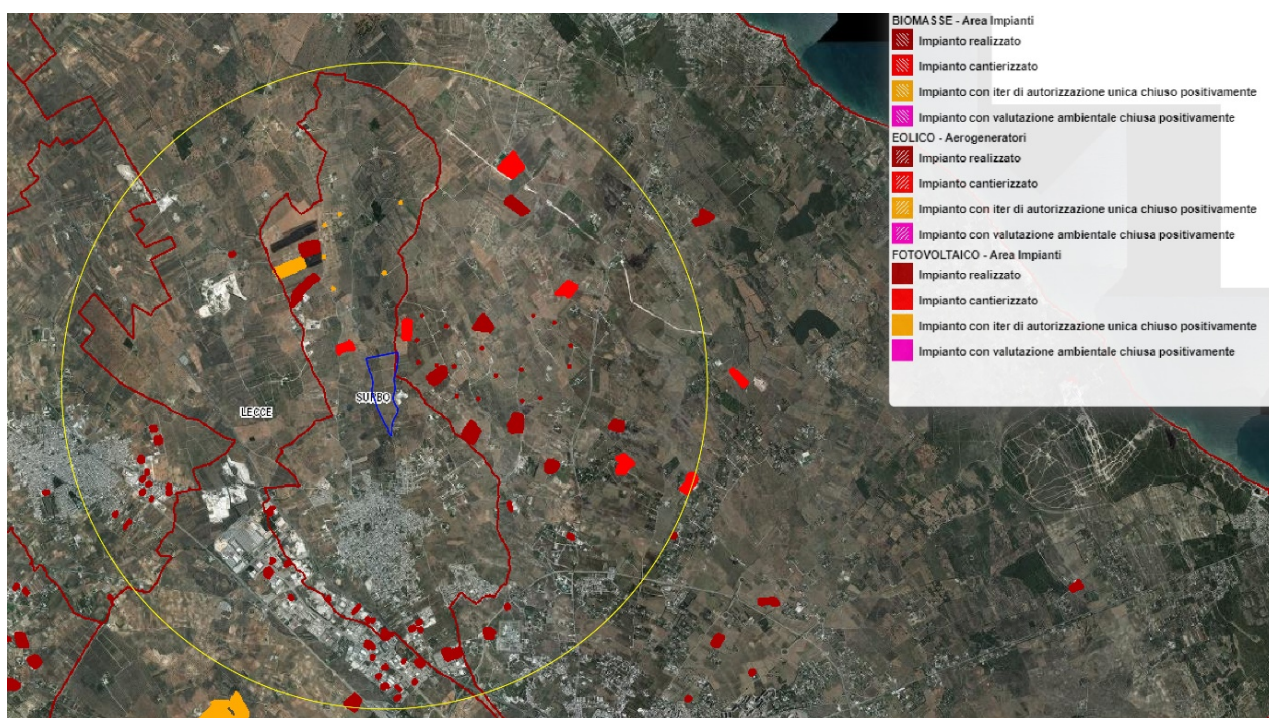 BIOMASSE - Area Impianti
Impianto realizzato
Impianto cantierizzato
Impianto con iter di autorizzazione unica chiuso positivamente
Impianto con valutazione ambientale chiusa positivamente
EOLICO - Aerogeneratori
Impianto realizzato
Impianto cantierizzato
Impianto con iter di autorizzazione unica chiuso positivamente
Impianto con valutazione ambientale chiusa positivamente
FOTOVOLTAICO - Area Impianti
Impianto realizzato
Impianto cantierizzato
Impianto con iter di autorizzazione unica chiuso positivamente
Impianto con valutazione ambientale chiusa positivamente
SURBO
LECCE